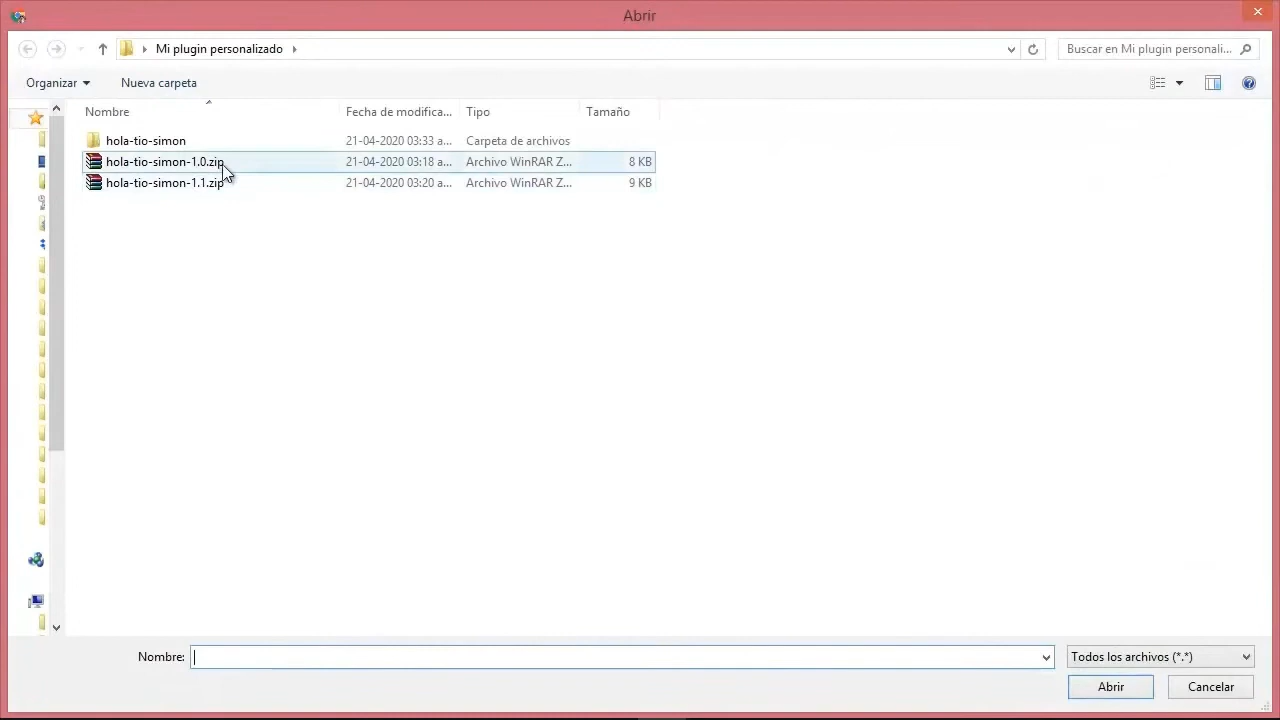 Abrir
Mi plugin personalizado
Buscar en Mi plugin personali...
Organizar
Nueva carpeta
Nombre
Fecha de modifica...
Tipo
Tamaño
hola-tio-simon
21-04-2020 03:33 a...
Carpeta de archivos
hola-tio-simon-1.0.zip
21-04-2020 03:18 a...
Archivo WinRAR Z...
8 KB
hola-tio-simon-1.1.zip
21-04-2020 03:20 a...
Archivo WinRAR Z...
9 KB
Nombre:
Todos los archivos (*.*)
Abrir
Cancelar